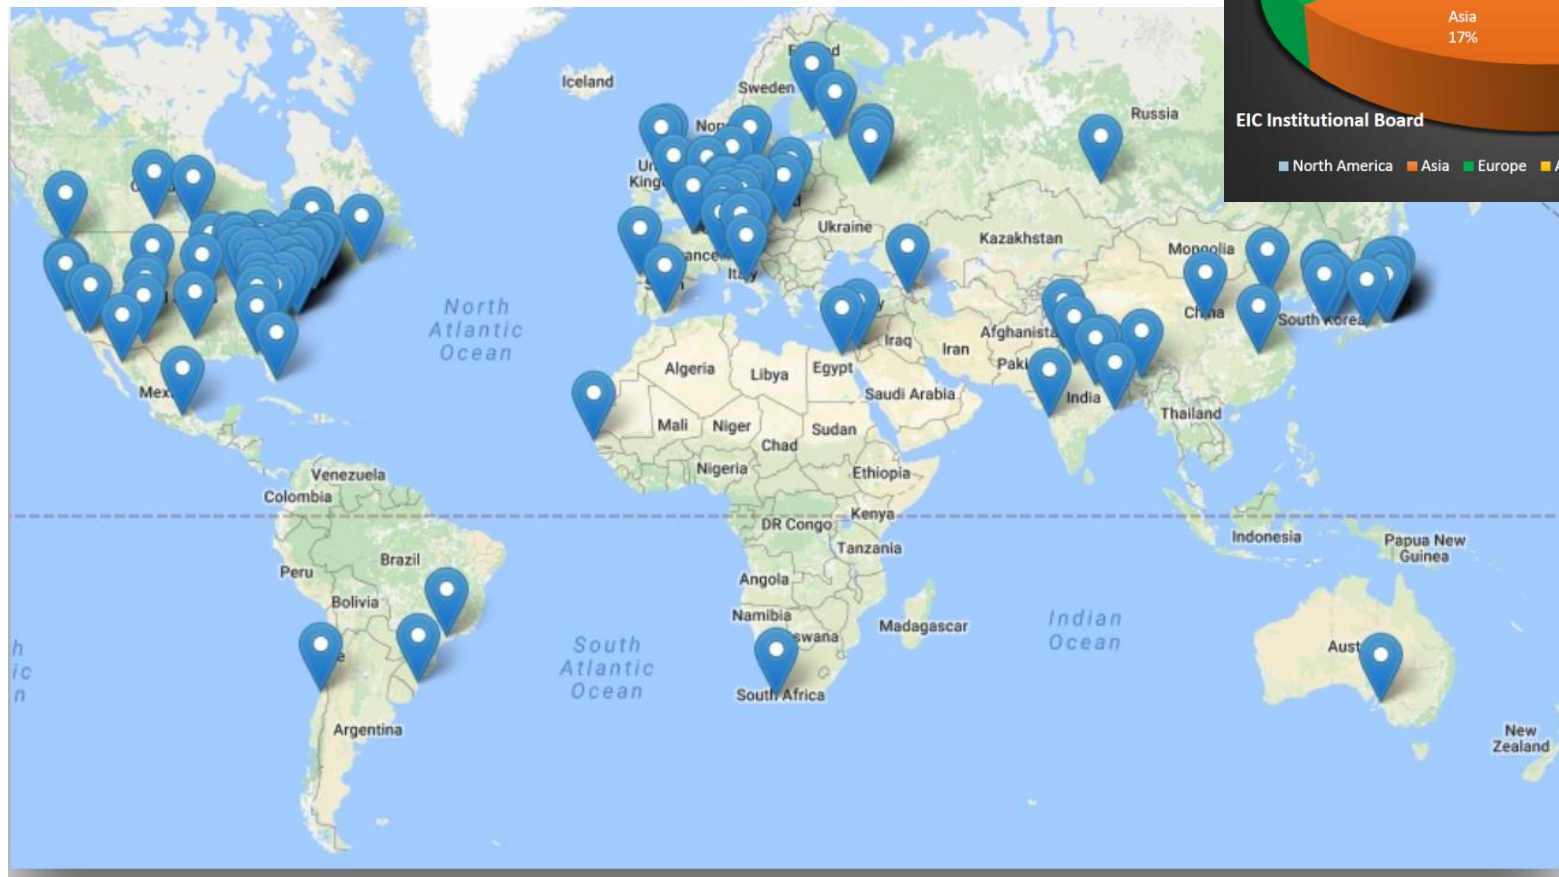 Asia
17%
EIC Institutional Board
North America
Asia
Europe
Iceland
Sweden
Russia
Ukraine
Kazakhstan
Mongolia
North
Atlantic
Ocean
South Korea
Afghanista
Iraq
Iran
Algeria
Libya
Egypt
Saudi Arabia
India
Thailand
Mali
Niger
Chad
Sudan
Nigeria
Ethiopia
Venezuela
Colombia
Kenya
DR Congo
Tanzania
Indonesia
Papua New
Guinea
Brazil
Peru
Bolivia
Angola
Namibia
swana
Madagascar
Indian
Ocean
South
Atlantic
Ocean
South Africa
Aust
Argentina
New
Zealand